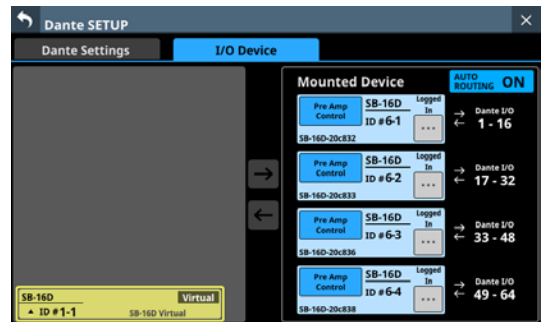 Dante SETUP
Dante Settings
I/O Device
Mounted Device
AUTO ROUTING ON
Pre Amp Control
SB-16D
ID #6-1
Logged In
...
SB-16D-20c832
→ ← Dante I/O
1 - 16
Pre Amp Control
SB-16D
ID #6-2
Logged In
...
SB-16D-20c833
→ ← Dante I/O
17 - 32
Pre Amp Control
SB-16D
ID #6-3
Logged In
...
SB-16D-20c836
→ ← Dante I/O
33 - 48
Pre Amp Control
SB-16D
ID #6-4
Logged In
...
SB-16D-20c838
→ ← Dante I/O
49 - 64
SB-16D
Virtual
ID #1-1
SB-16D Virtual